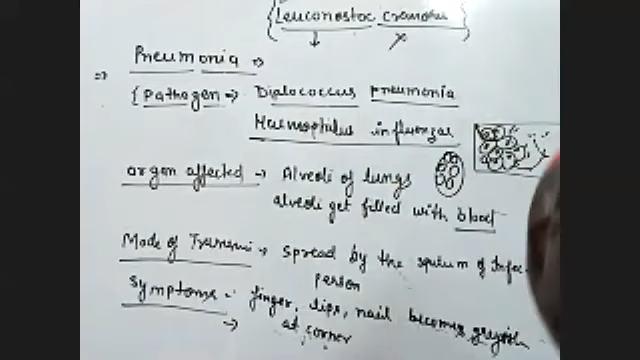 {Leuconostoc
⇒ Pneumonia ⇒
{Pathogen → Diplococcus pneumonia
Haemophilus influenzae
organ affected → Alveoli of lungs
alveoli get filled with blood
Mode of Transmi → spread by the sputum of Infec
person
Symptoms - finger, lips, nail becomes greyish
→ at corner